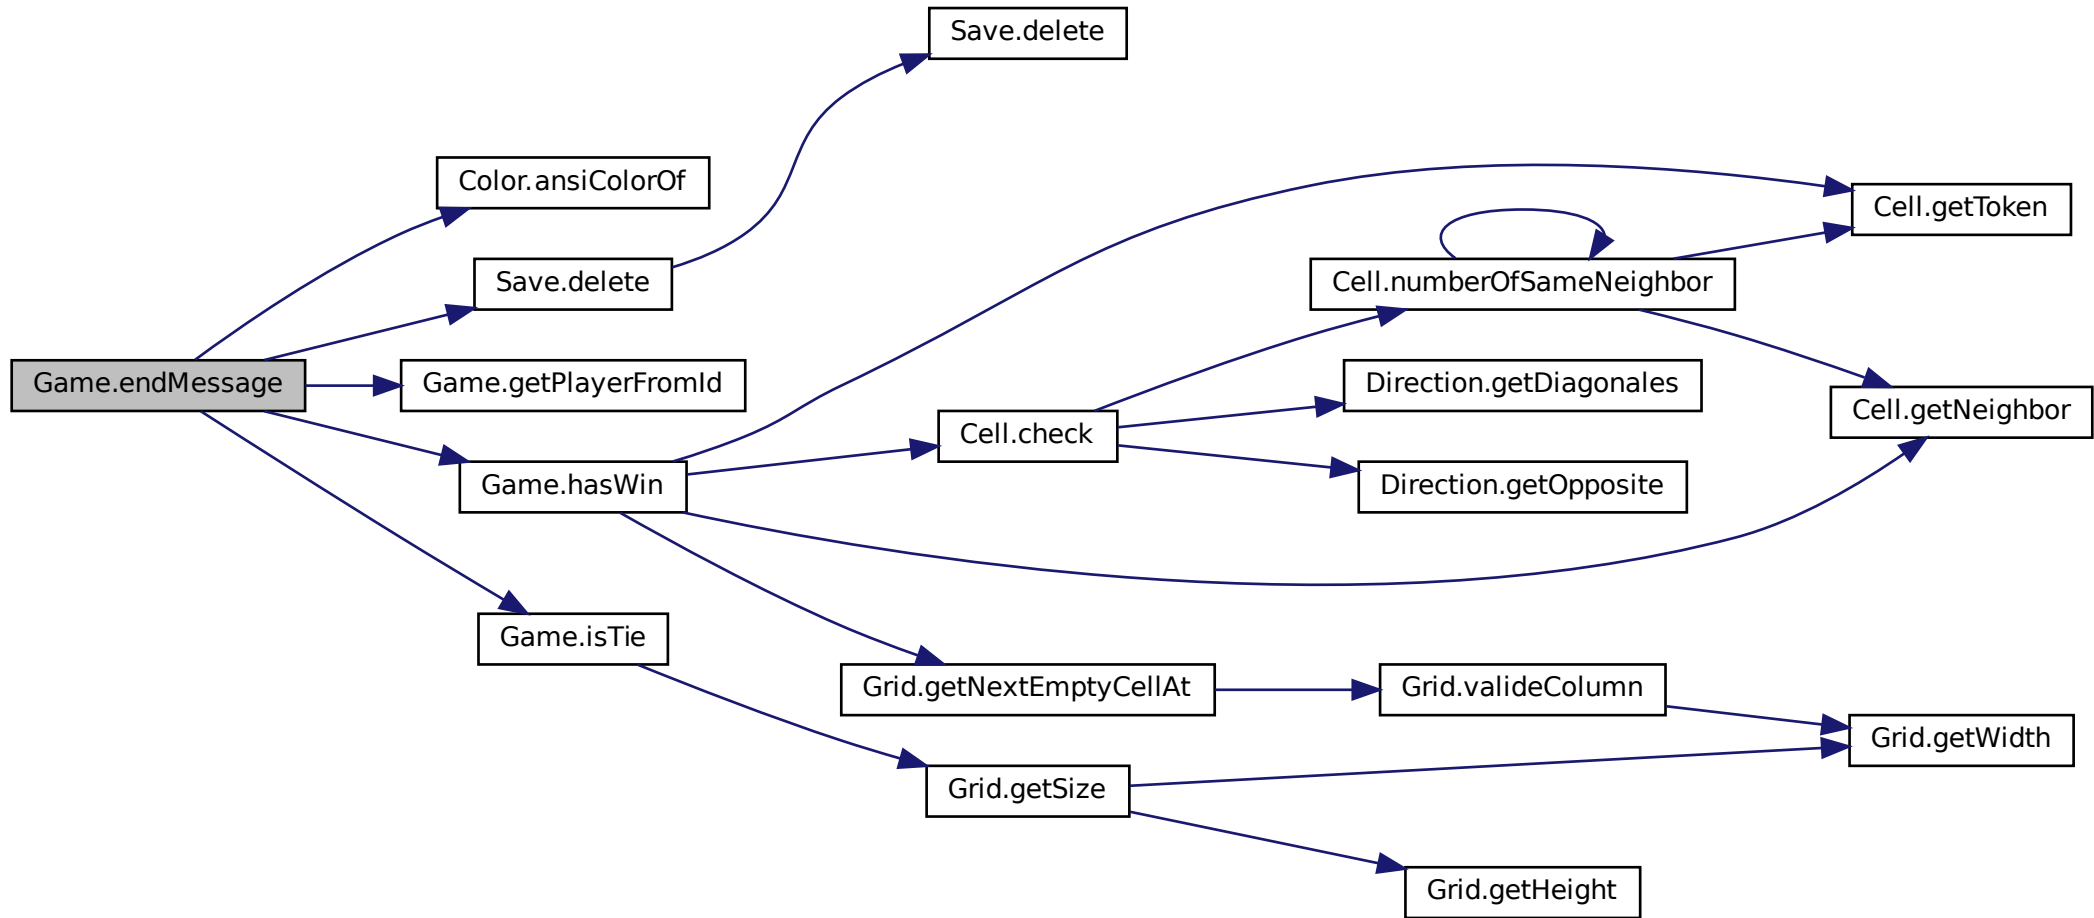 Save.delete
Color.ansiColorOf
Cell.getToken
Save.delete
Cell.numberOfSameNeighbor
Game.endMessage
Game.getPlayerFromId
Direction.getDiagonales
Cell.getNeighbor
Cell.check
Game.hasWin
Direction.getOpposite
Game.isTie
Grid.getNextEmptyCellAt
Grid.valideColumn
Grid.getWidth
Grid.getSize
Grid.getHeight